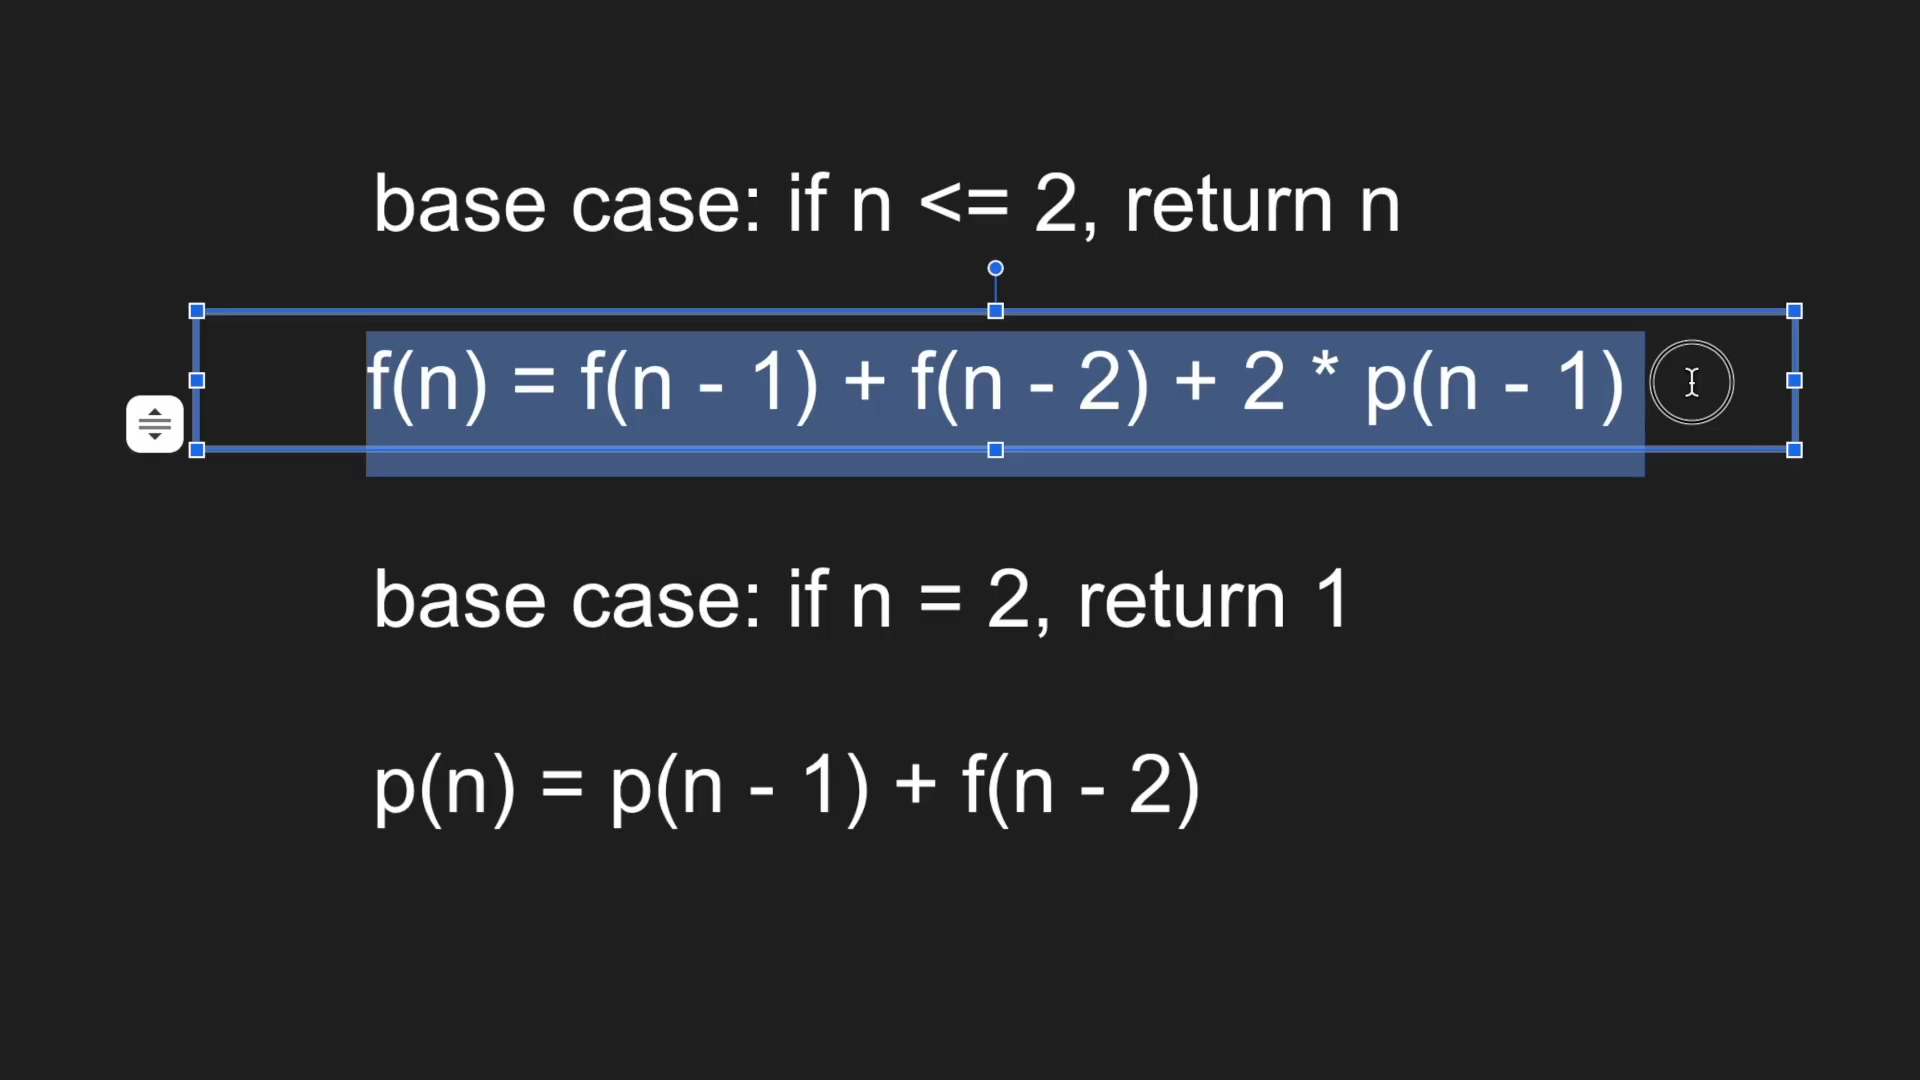 base case: if n <= 2, return n
f(n) = f(n - 1) + f(n - 2) + 2 * p(n - 1)
base case: if n = 2, return 1
p(n) = p(n - 1) + f(n - 2)